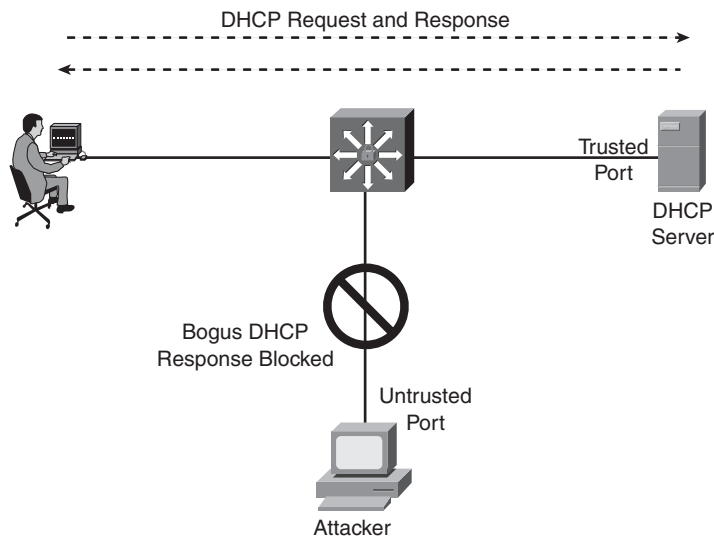 DHCP Request and Response
Trusted
Port
DHCP
Server
Bogus DHCP
Response Blocked
Untrusted
Port
Attacker